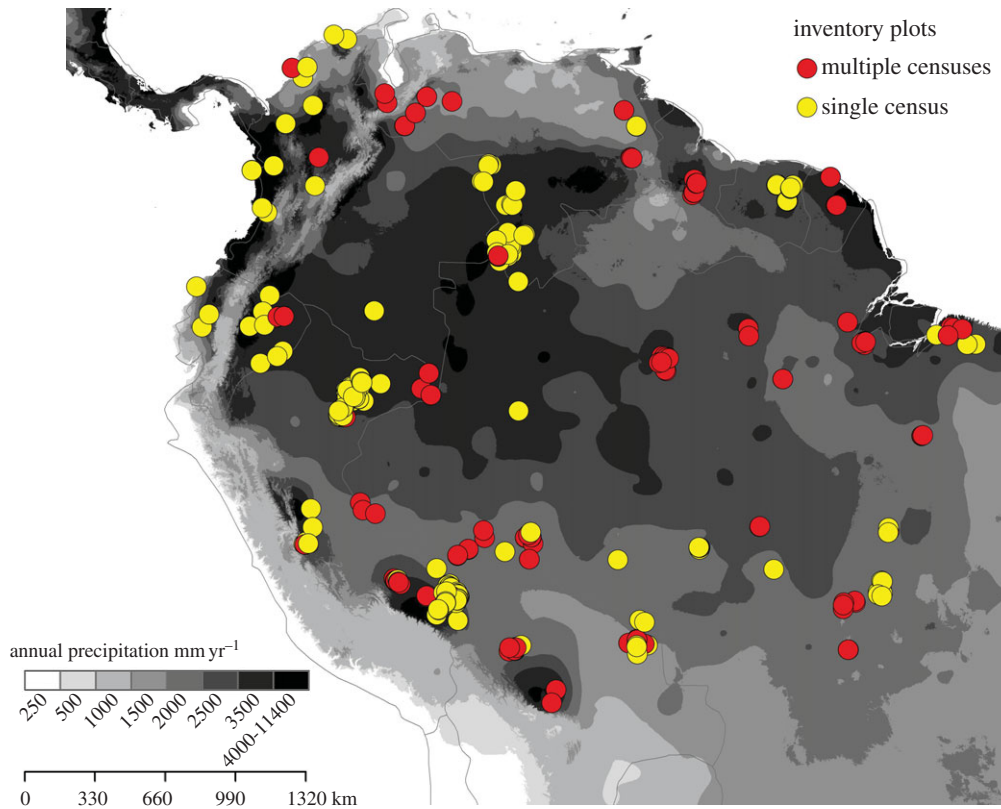 inventory plots
multiple censuses
single census
annual precipitation mm yr⁻¹
250 500 1000 1500 2000 2500 3500 4000-11400
0 330 660 990 1320 km